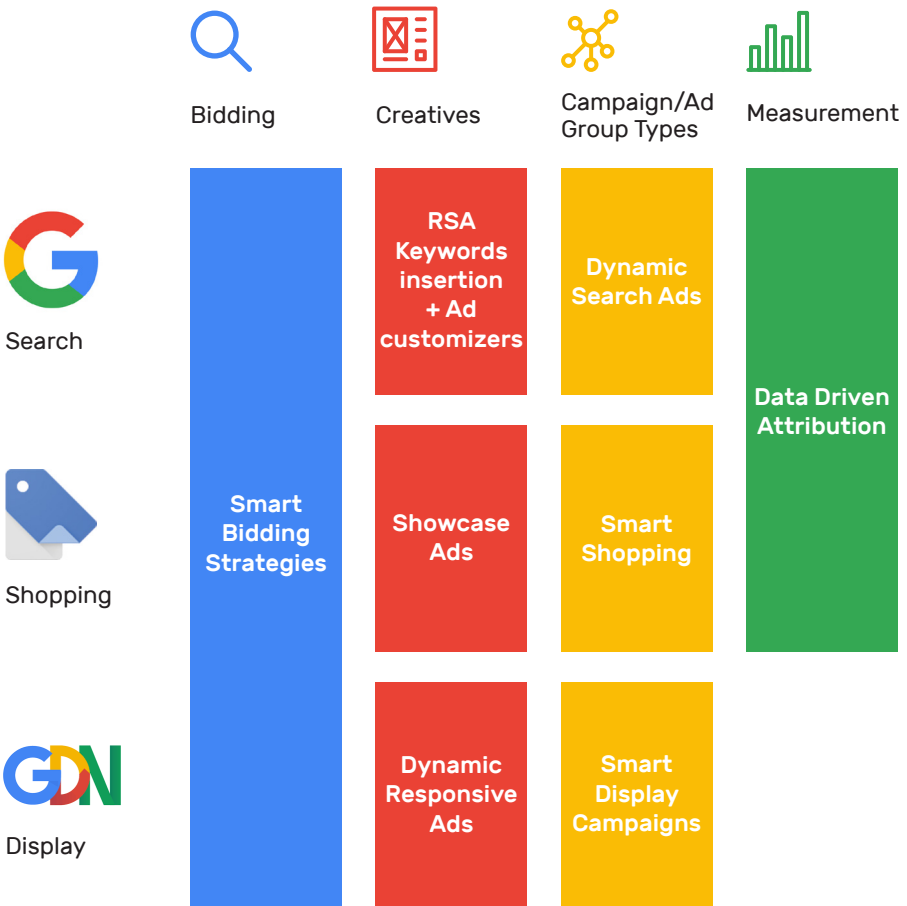 Bidding
Creatives
Campaign/Ad
Group Types
Measurement
Search
RSA
Keywords
insertion
+ Ad
customizers
Dynamic
Search Ads
Data Driven
Attribution
Shopping
Smart
Bidding
Strategies
Showcase
Ads
Smart
Shopping
GDN
Display
Dynamic
Responsive
Ads
Smart
Display
Campaigns